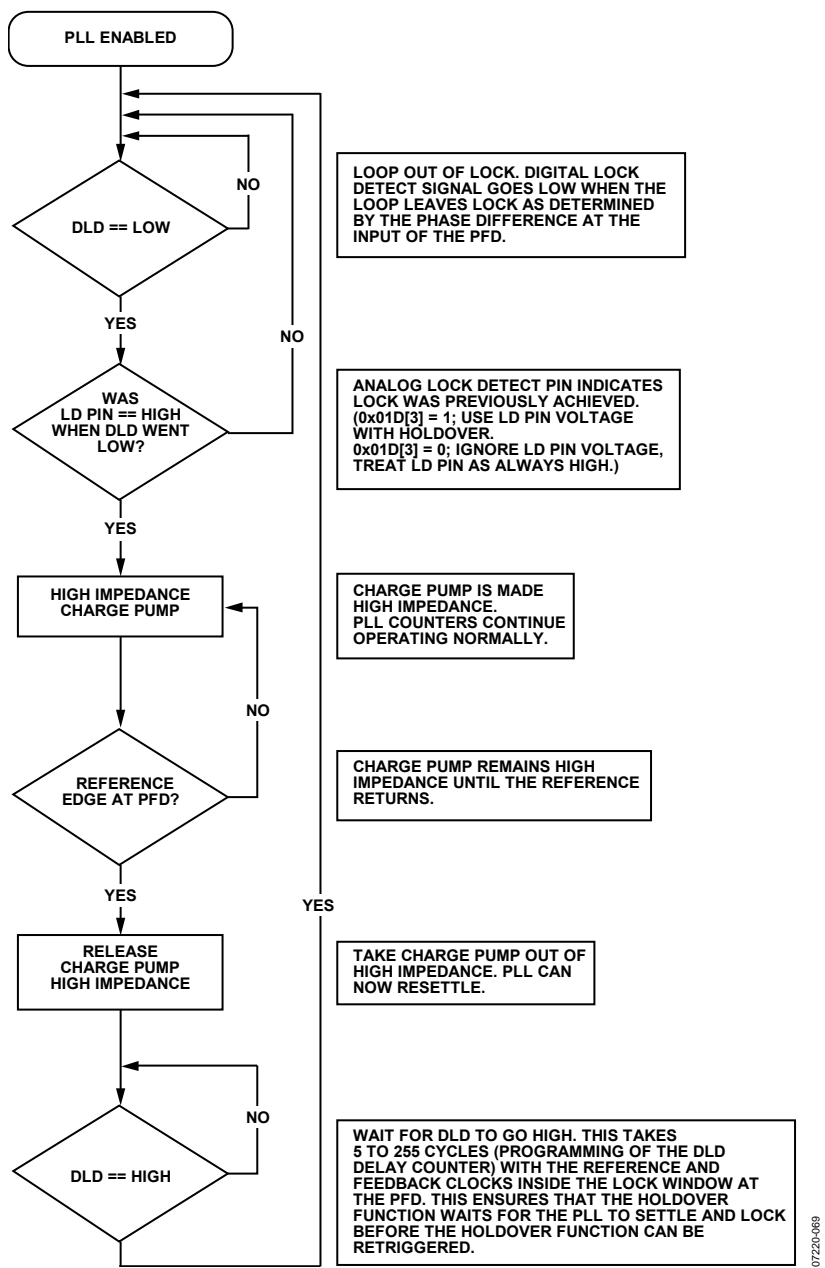 PLL ENABLED
NO
DLD == LOW
LOOP OUT OF LOCK. DIGITAL LOCK
DETECT SIGNAL GOES LOW WHEN THE
LOOP LEAVES LOCK AS DETERMINED
BY THE PHASE DIFFERENCE AT THE
INPUT OF THE PFD.
YES
NO
WAS
LD PIN == HIGH
WHEN DLD WENT
LOW?
ANALOG LOCK DETECT PIN INDICATES
LOCK WAS PREVIOUSLY ACHIEVED.
(0x01D[3] = 1; USE LD PIN VOLTAGE
WITH HOLDOVER.
0x01D[3] = 0; IGNORE LD PIN VOLTAGE,
TREAT LD PIN AS ALWAYS HIGH.)
YES
HIGH IMPEDANCE
CHARGE PUMP
CHARGE PUMP IS MADE
HIGH IMPEDANCE.
PLL COUNTERS CONTINUE
OPERATING NORMALLY.
NO
REFERENCE
EDGE AT PFD?
CHARGE PUMP REMAINS HIGH
IMPEDANCE UNTIL THE REFERENCE
RETURNS.
YES
YES
RELEASE
CHARGE PUMP
HIGH IMPEDANCE
TAKE CHARGE PUMP OUT OF
HIGH IMPEDANCE. PLL CAN
NOW RESETTLE.
NO
DLD == HIGH
WAIT FOR DLD TO GO HIGH. THIS TAKES
5 TO 255 CYCLES (PROGRAMMING OF THE DLD
DELAY COUNTER) WITH THE REFERENCE AND
FEEDBACK CLOCKS INSIDE THE LOCK WINDOW AT
THE PFD. THIS ENSURES THAT THE HOLDOVER
FUNCTION WAITS FOR THE PLL TO SETTLE AND LOCK
BEFORE THE HOLDOVER FUNCTION CAN BE
RETRIGGERED.
07220-069